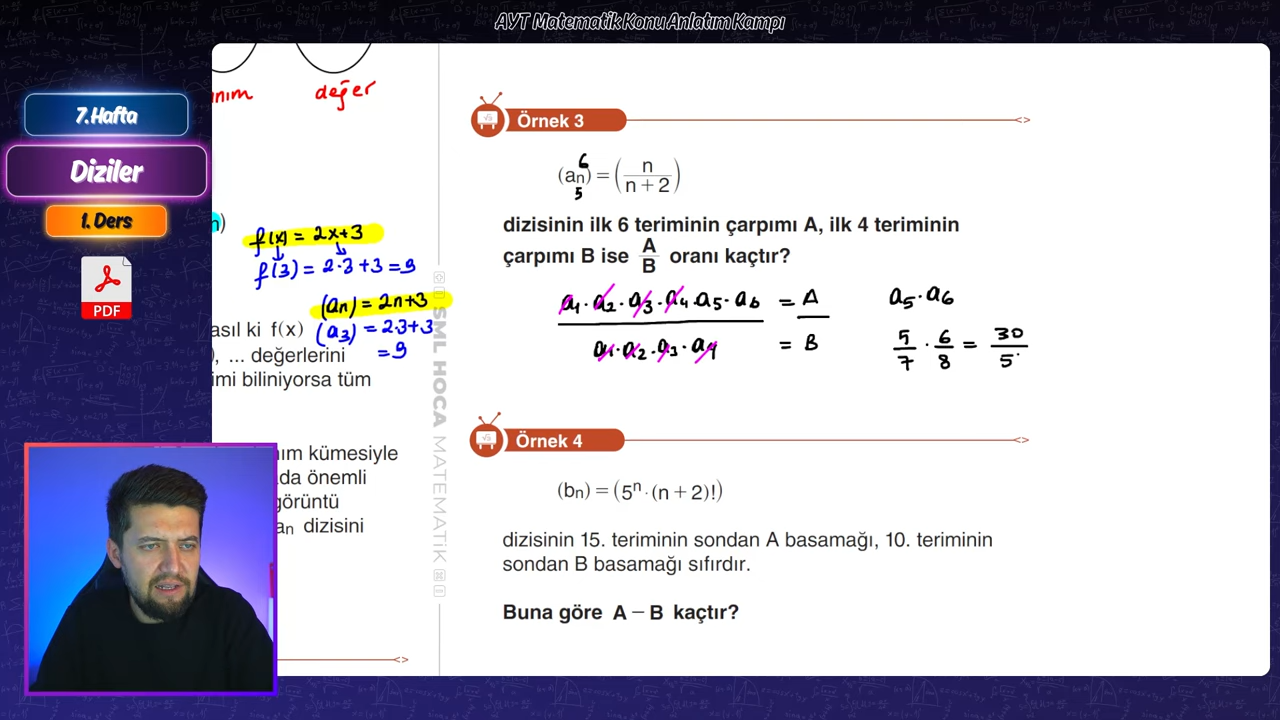 AYT Matematik Konu Anlatım Kampı
7. Hafta
Diziler
1. Ders
PDF
nım
değer
n)
f(x) = 2x+3
f(3) = 2·3+3 = 9
(an) = 2n+3
(a3) = 2·3+3
= 9
asıl ki f(x)
), ... değerlerini
imi biliniyorsa tüm
ım kümesiyle
da önemli
görüntü
an dizisini
SML HOCA MATEMATİK
Örnek 3
6
(an) = (n/(n + 2))
5
dizisinin ilk 6 teriminin çarpımı A, ilk 4 teriminin
çarpımı B ise A/B oranı kaçtır?
a1 · a2 · a3 · a4 · a5 · a6 = A
a1 · a2 · a3 · a4 = B
a5 · a6
5/7 · 6/8 = 30/5
Örnek 4
(bn) = (5ⁿ · (n + 2)!)
dizisinin 15. teriminin sondan A basamağı, 10. teriminin
sondan B basamağı sıfırdır.
Buna göre A − B kaçtır?